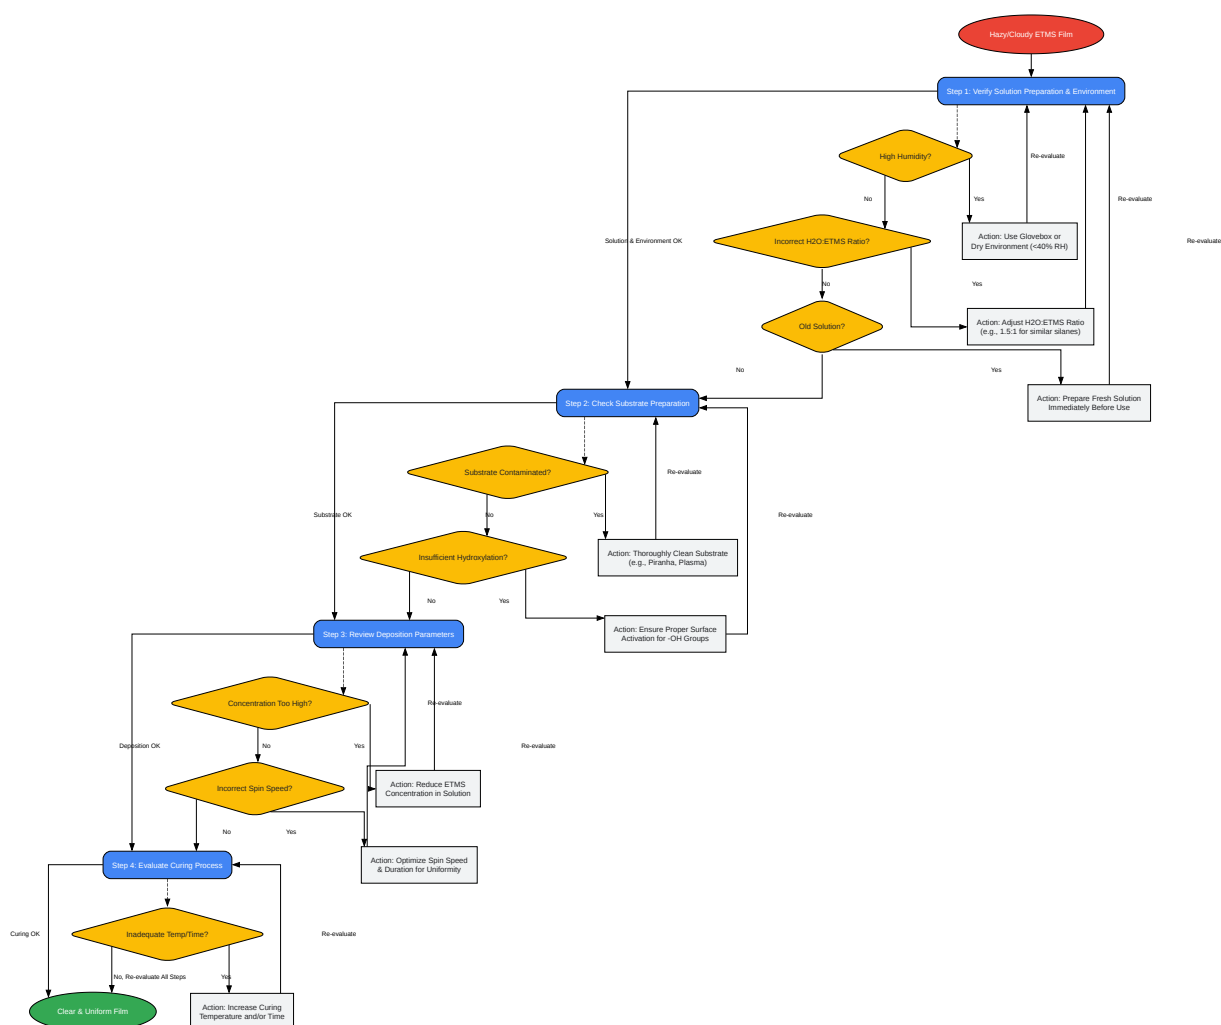 Hazy/Cloudy ETMS Film
Step 1: Verify Solution Preparation & Environment
High Humidity?
Re-evaluate
No
Yes
Re-evaluate
Action: Use Glovebox or
Dry Environment (<40% RH)
Solution & Environment OK
Incorrect H2O:ETMS Ratio?
Re-evaluate
No
Yes
Action: Adjust H2O:ETMS Ratio
(e.g., 1.5:1 for similar silanes)
Old Solution?
No
Yes
Action: Prepare Fresh Solution
Immediately Before Use
Step 2: Check Substrate Preparation
Substrate Contaminated?
Re-evaluate
Substrate OK
No
Yes
Re-evaluate
Action: Thoroughly Clean Substrate
(e.g., Piranha, Plasma)
Insufficient Hydroxylation?
No
Yes
Action: Ensure Proper Surface
Activation for -OH Groups
Step 3: Review Deposition Parameters
Concentration Too High?
Re-evaluate
Deposition OK
No
Yes
Re-evaluate
Action: Reduce ETMS
Concentration in Solution
Incorrect Spin Speed?
No
Yes
Action: Optimize Spin Speed
& Duration for Uniformity
Step 4: Evaluate Curing Process
Curing OK
Inadequate Temp/Time?
Re-evaluate
No, Re-evaluate All Steps
Yes
Clear & Uniform Film
Action: Increase Curing
Temperature and/or Time